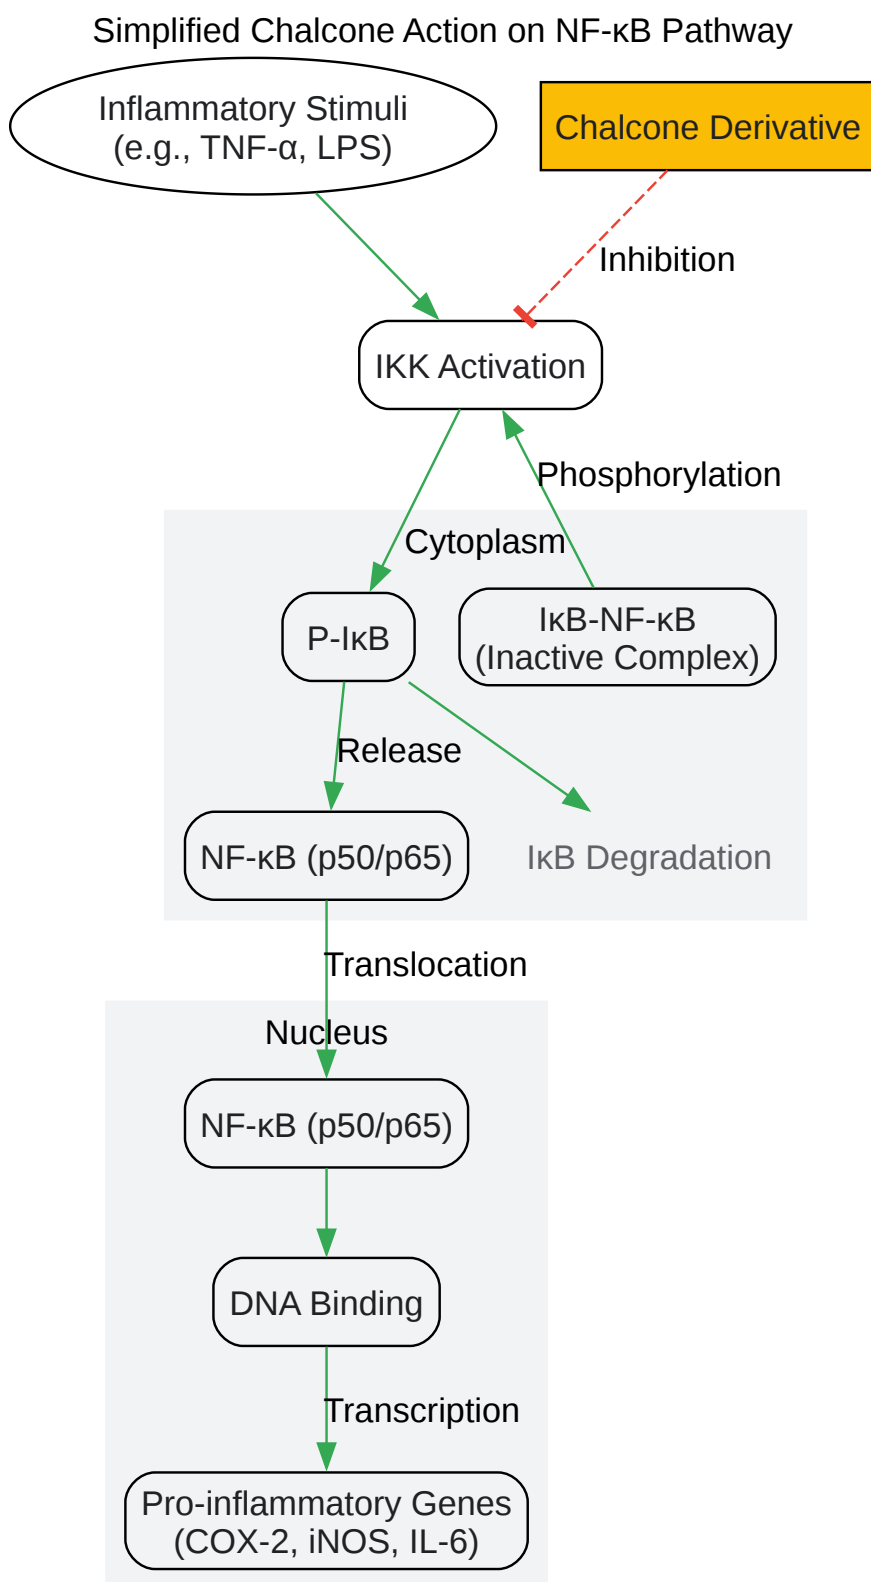 Simplified Chalcone Action on NF-κB Pathway
Inflammatory Stimuli
(e.g., TNF-α, LPS)
Chalcone Derivative
Inhibition
IKK Activation
Phosphorylation
Cytoplasm
P-IκB
IκB-NF-κB
(Inactive Complex)
Release
NF-κB (p50/p65)
IκB Degradation
Translocation
Nucleus
NF-κB (p50/p65)
DNA Binding
Transcription
Pro-inflammatory Genes
(COX-2, iNOS, IL-6)